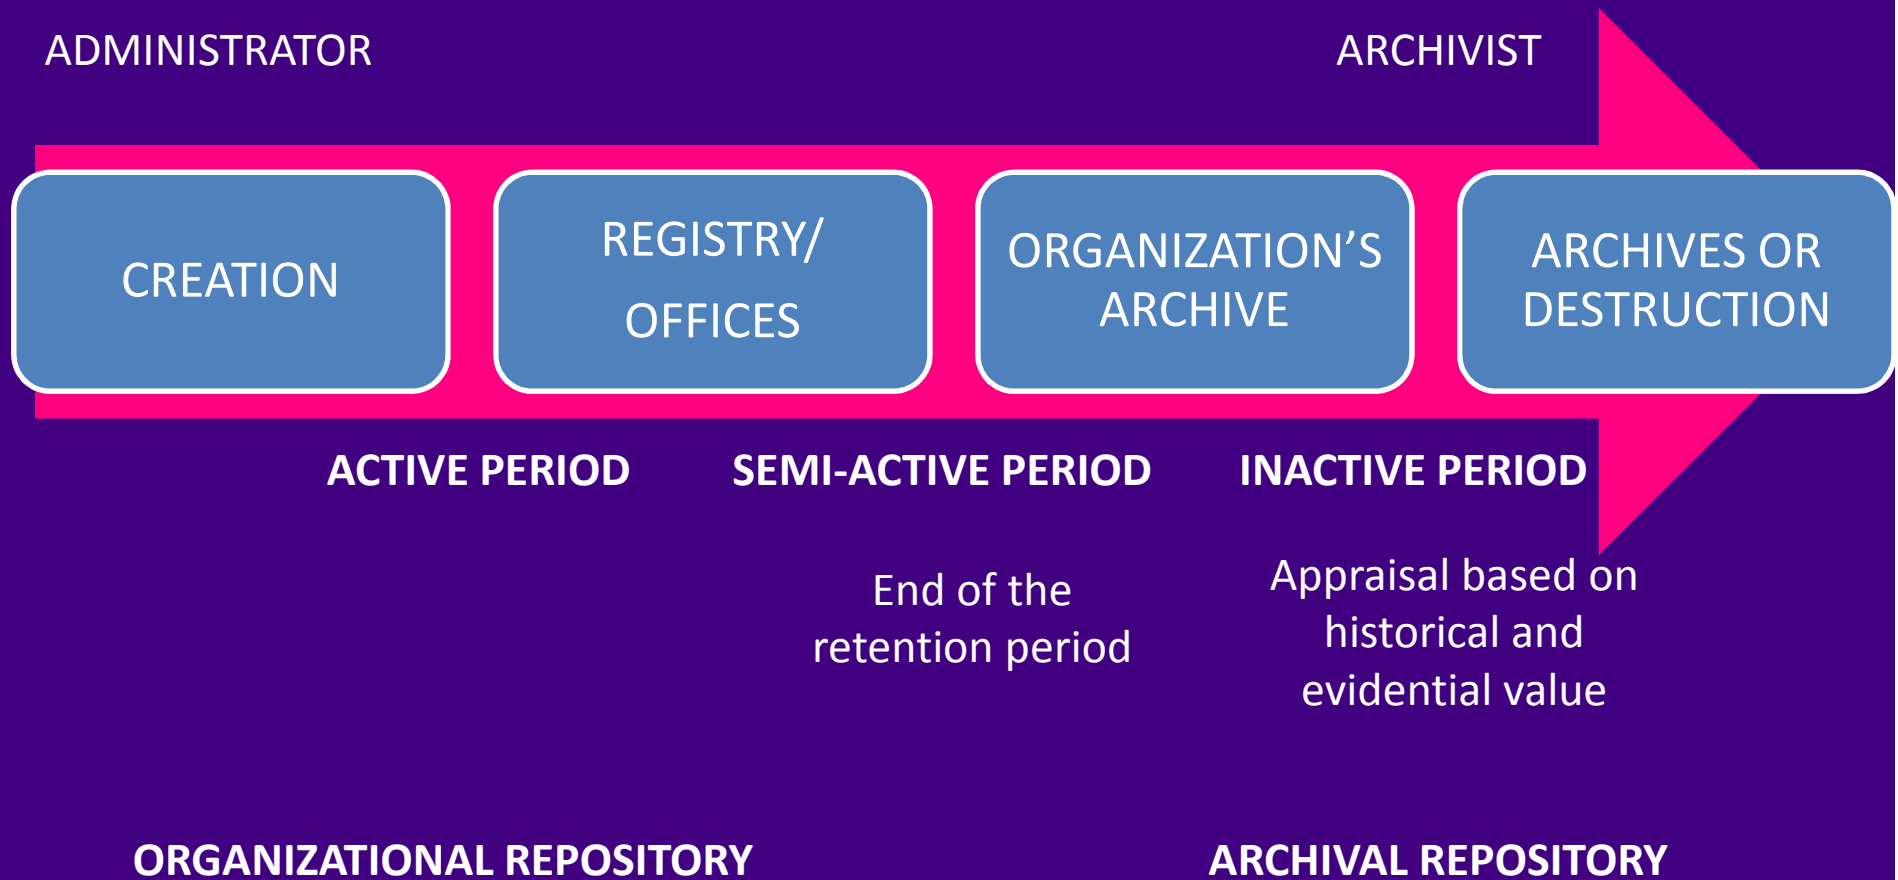 ADMINISTRATOR
ARCHIVIST
CREATION
REGISTRY/
OFFICES
ORGANIZATION’S
ARCHIVE
ARCHIVES OR
DESTRUCTION
ACTIVE PERIOD
SEMI-ACTIVE PERIOD
INACTIVE PERIOD
End of the
retention period
Appraisal based on
historical and
evidential value
ORGANIZATIONAL REPOSITORY
ARCHIVAL REPOSITORY